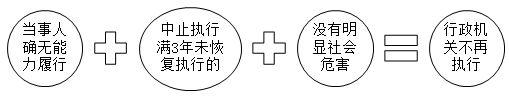 当事人
确无能
力履行
中止执行
满3年未恢
复执行的
没有明
显社会
危害
行政机
关不再
执行